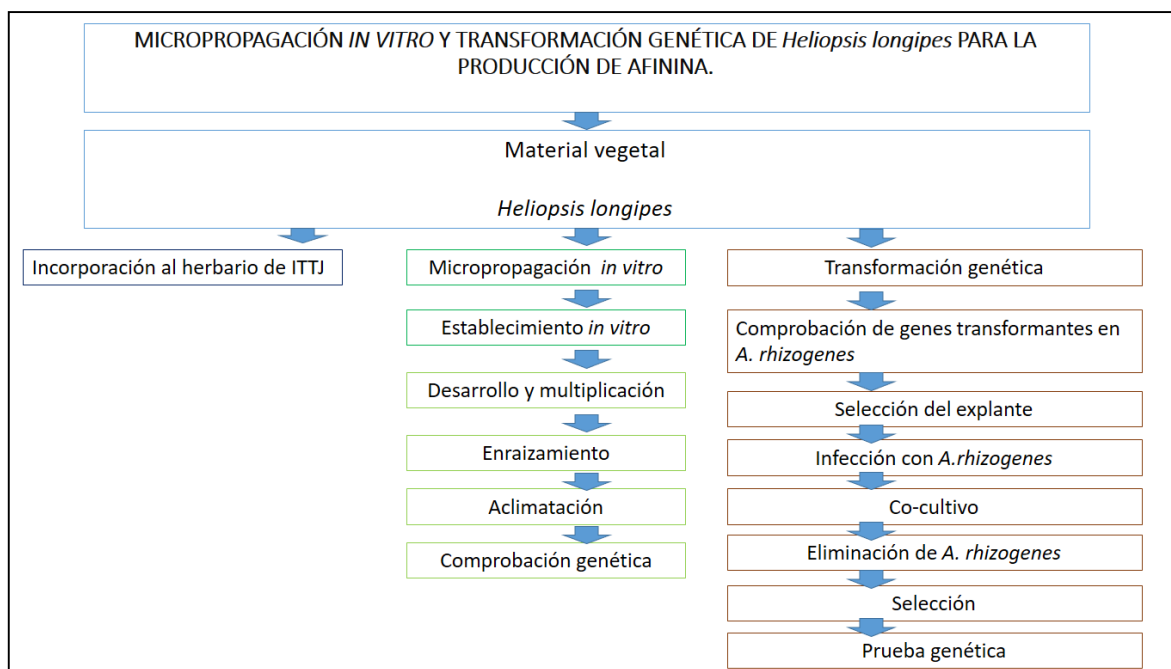 MICROPROPAGACIÓN IN VITRO Y TRANSFORMACIÓN GENÉTICA DE Heliopsis longipes PARA LA
PRODUCCIÓN DE AFININA.
Material vegetal
Heliopsis longipes
Incorporación al herbario de ITTJ
Micropropagación in vitro
Establecimiento in vitro
Desarrollo y multiplicación
Enraizamiento
Aclimatación
Comprobación genética
Transformación genética
Comprobación de genes transformantes en
A. rhizogenes
Selección del explante
Infección con A.rhizogenes
Co-cultivo
Eliminación de A. rhizogenes
Selección
Prueba genética